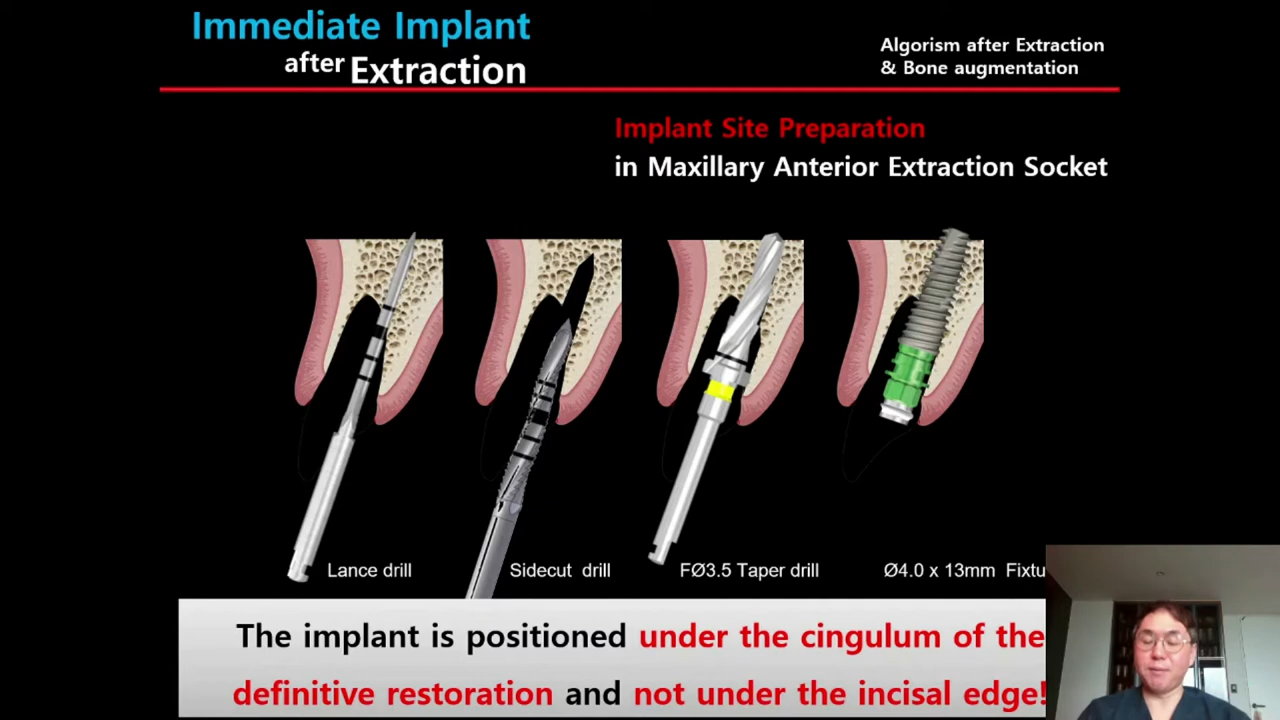 Immediate Implant
after Extraction
Algorism after Extraction
& Bone augmentation
Implant Site Preparation
in Maxillary Anterior Extraction Socket
Lance drill
Sidecut drill
FØ3.5 Taper drill
Ø4.0 x 13mm Fixtu
The implant is positioned under the cingulum of the
definitive restoration and not under the incisal edge!